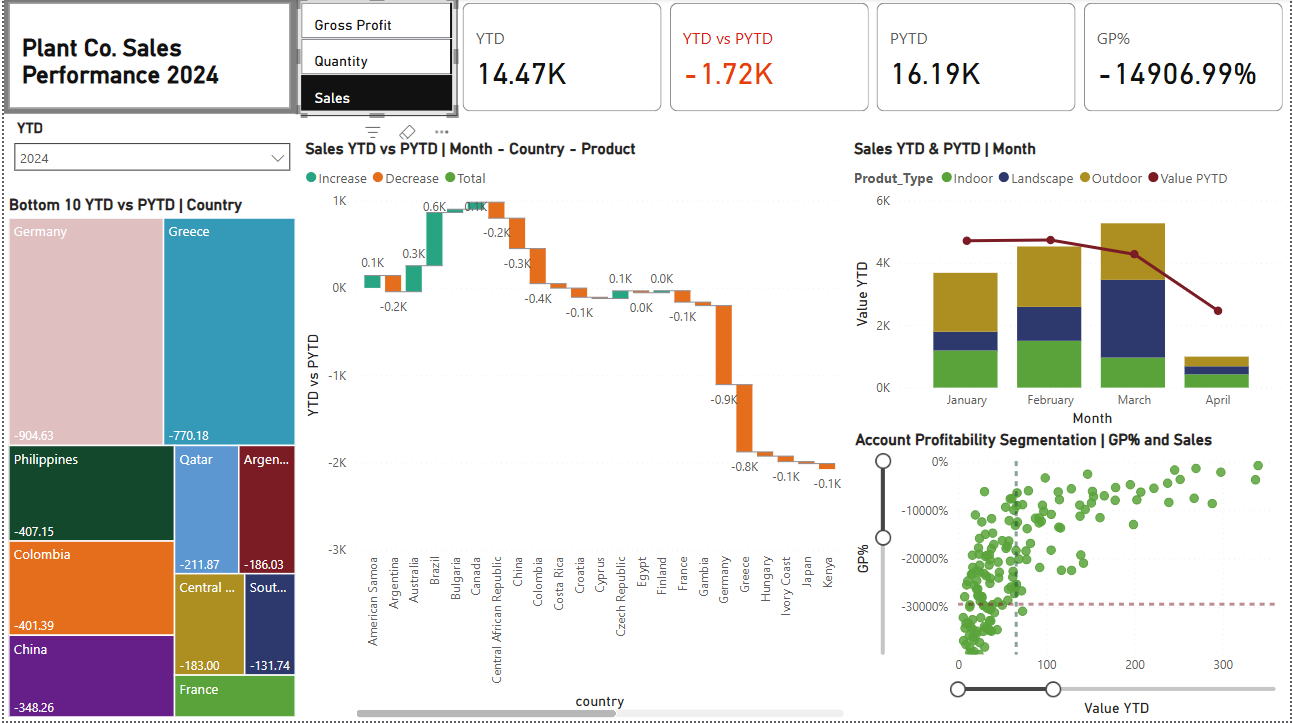 Plant Co. Sales
Performance 2024
Gross Profit
Quantity
Sales
YTD
14.47K
YTD vs PYTD
-1.72K
PYTD
16.19K
GP%
-14906.99%
YTD
2024
Bottom 10 YTD vs PYTD | Country
Germany
-904.63
Greece
-770.18
Philippines
-407.15
Qatar
-211.87
Argen...
-186.03
Colombia
-401.39
Central ...
-183.00
Sout...
-131.74
China
-348.26
France
Sales YTD vs PYTD | Month - Country - Product
Increase Decrease Total
YTD vs PYTD
1K
0K
-1K
-2K
-3K
0.1K
-0.2K
0.3K
0.6K
0.1K
-0.2K
-0.3K
-0.4K
-0.1K
0.1K
0.0K
0.0K
-0.1K
-0.9K
-0.8K
-0.1K
-0.1K
American Samoa
Argentina
Australia
Brazil
Bulgaria
Canada
Central African Republic
China
Colombia
Costa Rica
Croatia
Cyprus
Czech Republic
Egypt
Finland
France
Gambia
Germany
Greece
Hungary
Ivory Coast
Japan
Kenya
country
Sales YTD & PYTD | Month
Produt_Type Indoor Landscape Outdoor Value PYTD
Value YTD
6K
4K
2K
0K
January
February
March
April
Month
Account Profitability Segmentation | GP% and Sales
GP%
0%
-10000%
-20000%
-30000%
0
100
200
300
Value YTD